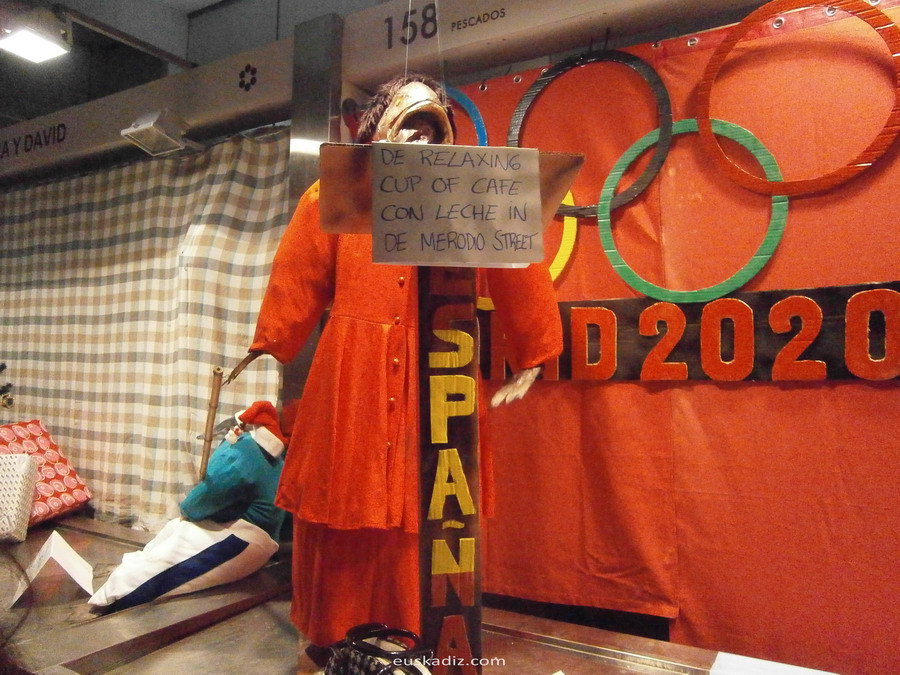 158 PESCADOS
A Y DAVID
DE RELAXING
CUP OF CAFE
CON LECHE IN
DE MERODIO STREET
ESPAÑA
D 2020
euskadiz.com